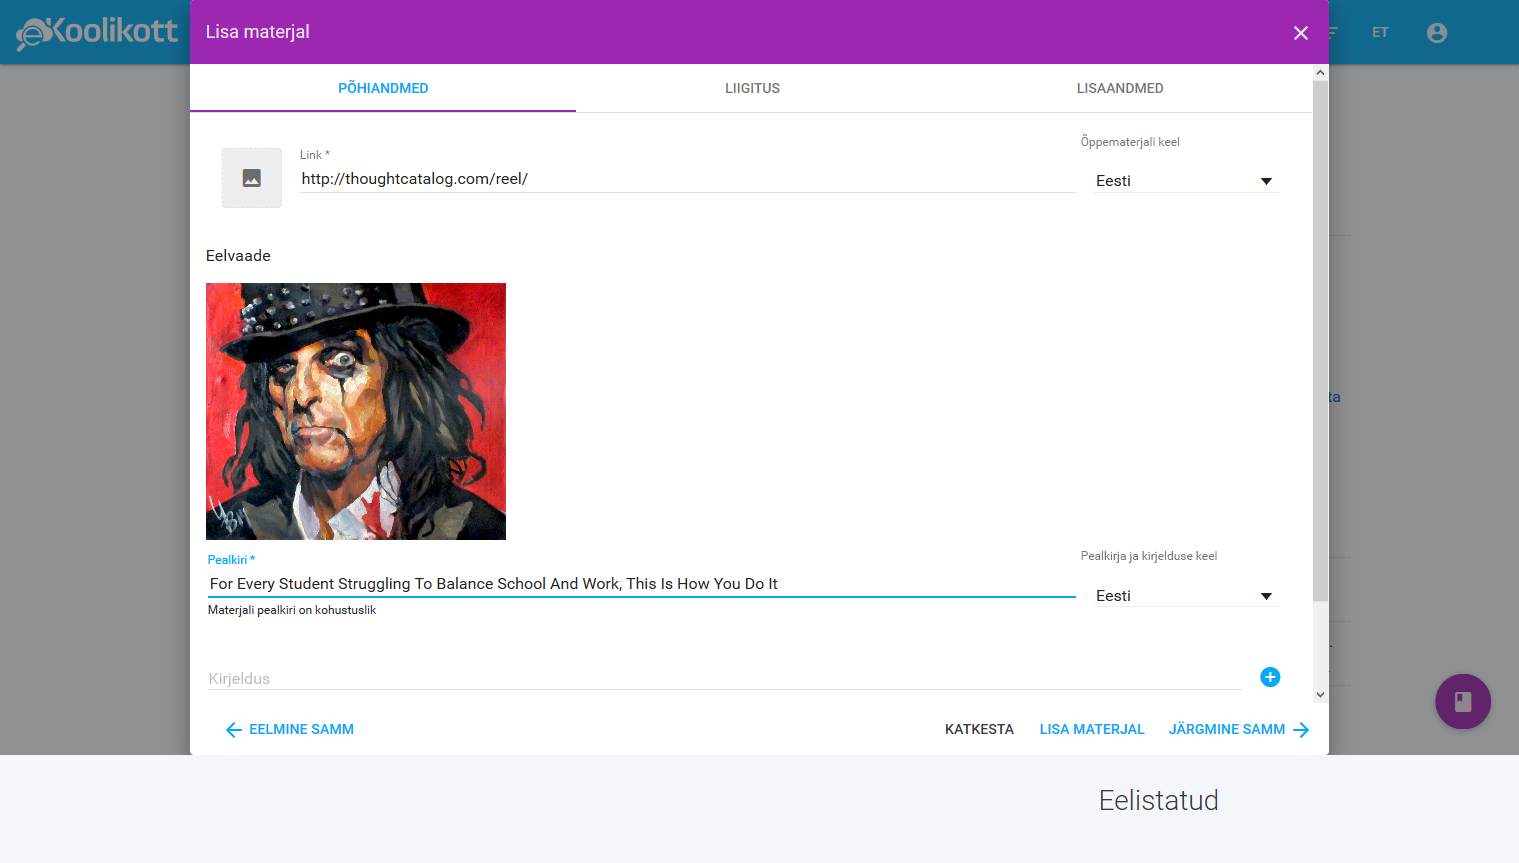 Koolikott
Lisa materjal
ET
PÕHIANDMED
LIIGITUS
LISAANDMED
Link *
Õppematerjali keel
http://thoughtcatalog.com/reel/
Eesti
Eelvaade
ta
Pealkiri *
Pealkirja ja kirjelduse keel
For Every Student Struggling To Balance School And Work, This Is How You Do It
Eesti
Materjali pealkiri on kohustuslik
Kirjeldus
EELMINE SAMM
KATKESTA
LISA MATERJAL
JÄRGMINE SAMM
Eelistatud